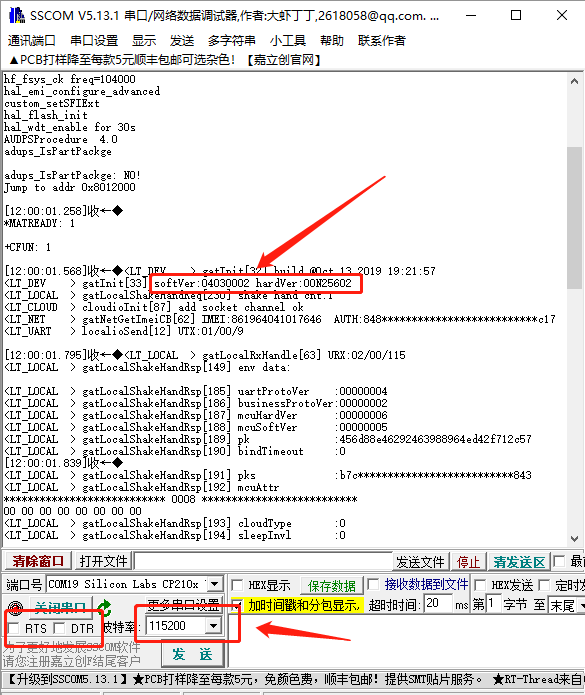 SSCOM V5.13.1 串口/网络数据调试器,作者:大虾丁丁,2618058@qq.com. ...
通讯端口 串口设置 显示 发送 多字符串 小工具 帮助 联系作者
▲PCB打样降至每款5元顺丰包邮可选杂色！【嘉立创官网】
hf_fsys_ck freq=104000
hal_emi_configure_advanced
custom_setSFIExt
hal_flash_init
hal_wdt_enable for 30s
AUDPSProcedure 4.0
adups_IsPartPackge
adups_IsPartPackge: NO!
Jump to addr 0x8012000
[12:00:01.258]收←◆
*MATREADY: 1
+CFUN: 1
[12:00:01.568]收←◆<LT_DEV > gatInit[32] build @Oct 13 2019 19:21:57
<LT_DEV > gatInit[33] softVer:04030002 hardVer:00N25602
<LT_LOCAL > gatLocalShakeHandReq[230] shake hand cnt:1
<LT_CLOUD > cloudioInit[87] add socket channel ok
<LT_NET > gatNetGetImeiCB[62] IMEI:861964041017646 AUTH:848**************************c17
<LT_UART > localioSend[12] UTX:01/00/9
[12:00:01.795]收←◆<LT_LOCAL > gatLocalRxHandle[63] URX:02/00/115
<LT_LOCAL > gatLocalShakeHandRsp[149] env data:
<LT_LOCAL > gatLocalShakeHandRsp[185] uartProtoVer :00000004
<LT_LOCAL > gatLocalShakeHandRsp[186] businessProtoVer:00000002
<LT_LOCAL > gatLocalShakeHandRsp[187] mcuHardVer :00000006
<LT_LOCAL > gatLocalShakeHandRsp[188] mcuSoftVer :00000005
<LT_LOCAL > gatLocalShakeHandRsp[189] pk :456d88e46292463988964ed42f712c57
<LT_LOCAL > gatLocalShakeHandRsp[190] bindTimeout :0
[12:00:01.839]收←◆
<LT_LOCAL > gatLocalShakeHandRsp[191] pks :b7c**************************843
<LT_LOCAL > gatLocalShakeHandRsp[192] mcuAttr
*************************** 0008 **************************
00 00 00 00 00 00 00 00
<LT_LOCAL > gatLocalShakeHandRsp[193] cloudType :0
<LT_LOCAL > gatLocalShakeHandRsp[194] sleepInvl :0
清除窗口 打开文件 发送文件 停止 清发送区 最
端口号 COM19 Silicon Labs CP210x HEX显示 保存数据 接收数据到文件 HEX发送 定时发
关闭串口 更多串口设置 加时间戳和分包显示, 超时时间: 20 ms 第1 字节 至 末尾
RTS DTR 波特率: 115200
为了更好地发展SSCOM软件
请您注册嘉立创F结尾客户
发 送
【升级到SSCOM5.13.1】★PCB打样降至每款5元，免颜色费，顺丰包邮！提供SMT贴片服务。 ★RT-Thread来自中